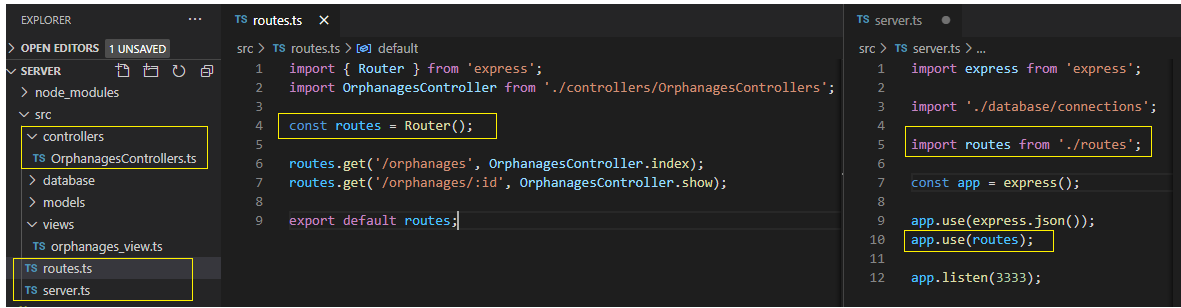 EXPLORER
OPEN EDITORS 1 UNSAVED
SERVER
node_modules
src
controllers
TS OrphanagesControllers.ts
database
models
views
TS orphanages_view.ts
TS routes.ts
TS server.ts
TS routes.ts
src > TS routes.ts > default
1 import { Router } from 'express';
2 import OrphanagesController from './controllers/OrphanagesControllers';
3
4 const routes = Router();
5
6 routes.get('/orphanages', OrphanagesController.index);
7 routes.get('/orphanages/:id', OrphanagesController.show);
8
9 export default routes;
TS server.ts
src > TS server.ts > ...
1 import express from 'express';
2
3 import './database/connections';
4
5 import routes from './routes';
6
7 const app = express();
8
9 app.use(express.json());
10 app.use(routes);
11
12 app.listen(3333);